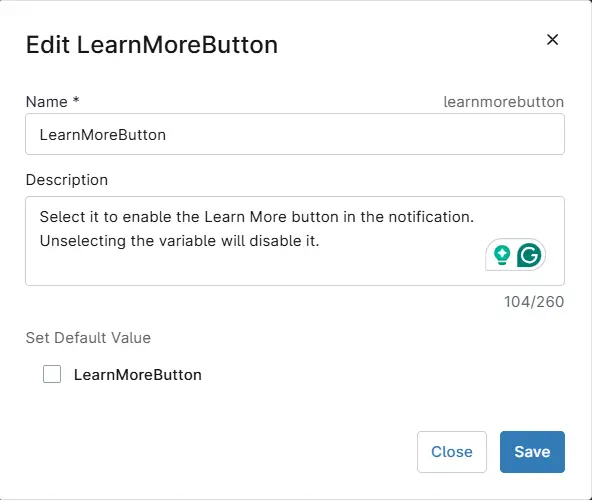 Edit LearnMoreButton
Name *
learnmorebutton
LearnMoreButton
Description
Select it to enable the Learn More button in the notification.
Unselecting the variable will disable it.
104/260
Set Default Value
LearnMoreButton
Close
Save